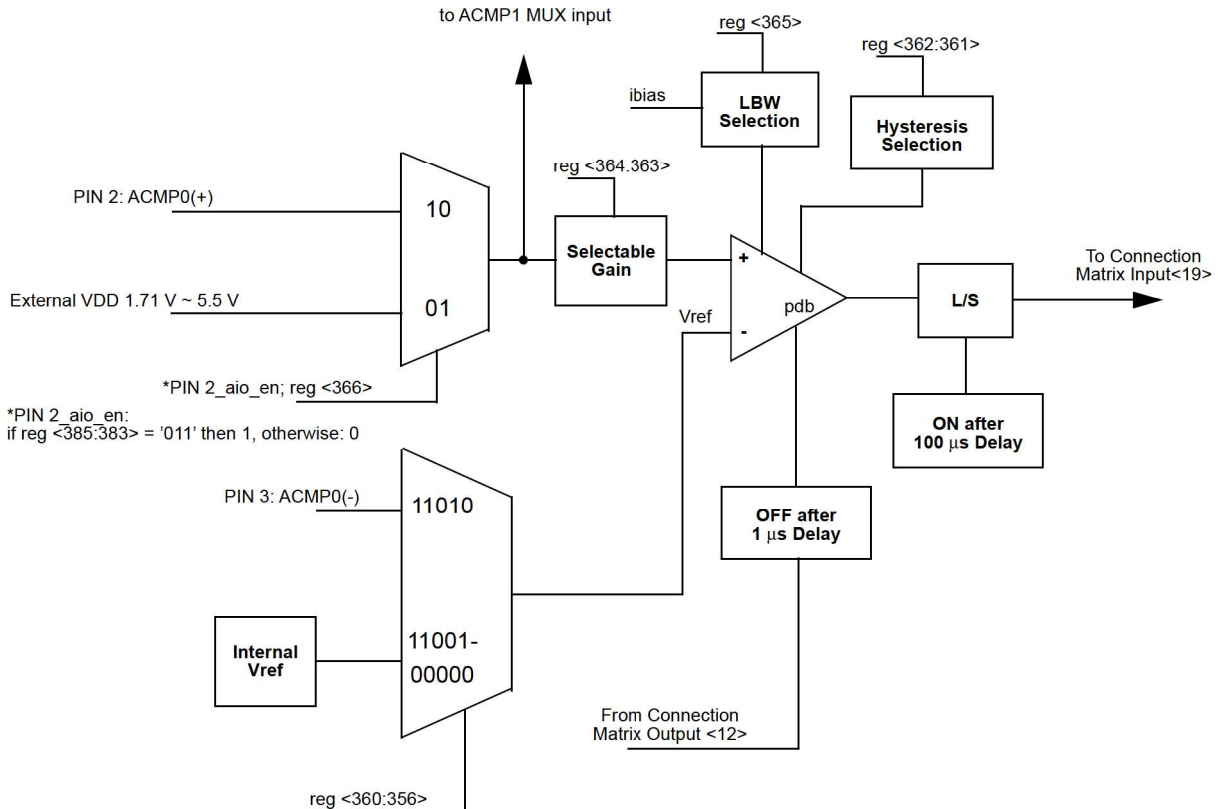 to ACMP1 MUX input
reg <365>
reg <362:361>
ibias
LBW
Selection
Hysteresis
Selection
reg <364:363>
PIN 2: ACMP0(+)
10
Selectable
Gain
+
External VDD 1.71 V ~ 5.5 V
01
Vref
-
pdb
L/S
To Connection
Matrix Input<19>
*PIN 2_aio_en; reg <366>
*PIN 2_aio_en:
if reg <385:383> = '011' then 1, otherwise: 0
ON after
100 µs Delay
PIN 3: ACMP0(-)
11010
OFF after
1 µs Delay
Internal
Vref
11001-
00000
From Connection
Matrix Output <12>
reg <360:356>